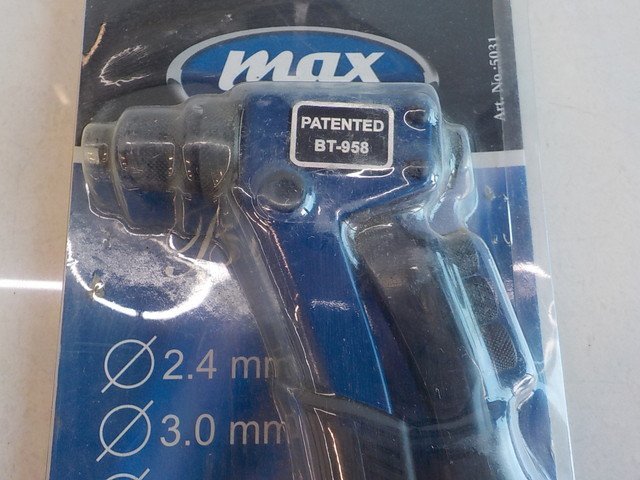 max
Art. No.:5031
PATENTED
BT-958
Ø 2.4 mm
Ø 3.0 mm